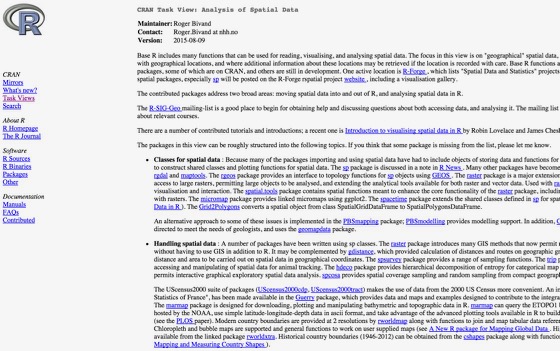 CRAN Task View: Analysis of Spatial Data
Maintainer: Roger Bivand
Contact: Roger Bivand at nhh.no
Version: 2015-08-09
Base R includes many functions that can be used for reading, visualising, and analysing spatial data. The focus in this view is on "geographical" spatial data,
with geographical locations, and where additional information about these locations may be retrieved if the location is recorded with care. Base R functions a
packages, some of which are on CRAN, and others are still in development. One active location is R-Forge , which lists "Spatial Data and Statistics" projects
spatial packages, especially sp will be posted on the R-Forge rspatial project website , including a visualisation gallery.
The contributed packages address two broad areas: moving spatial data into and out of R, and analysing spatial data in R.
The R-SIG-Geo mailing-list is a good place to begin for obtaining help and discussing questions about both accessing data, and analysing it. The mailing list
about relevant courses.
There are a number of contributed tutorials and introductions; a recent one is Introduction to visualising spatial data in R by Robin Lovelace and James Ches
The packages in this view can be roughly structured into the following topics. If you think that some package is missing from the list, please let me know.
• Classes for spatial data : Because many of the packages importing and using spatial data have had to include objects of storing data and functions for
to construct shared classes and plotting functions for spatial data. The sp package is discussed in a note in R News . Many other packages have become
rgdal and maptools. The rgeos package provides an interface to topology functions for sp objects using GEOS . The raster package is a major extension
access to large rasters, permitting large objects to be analysed, and extending the analytical tools available for both raster and vector data. Used with ra
visualisation. The spatial.tools package contains spatial functions meant to enhance the core functionality of the raster package, includin
with rasters. The micromap package provides linked micromaps using ggplot2. The spacetime package extends the shared classes defined in sp for spat
Data in R ). The Grid2Polygons converts a spatial object from class SpatialGridDataFrame to SpatialPolygonsDataFrame.
An alternative approach to some of these issues is implemented in the PBSmapping package; PBSmodelling provides modelling support. In addition, G
directed to meet the needs of geologists, and uses the geomapdata package.
• Handling spatial data : A number of packages have been written using sp classes. The raster package introduces many GIS methods that now permit
without having to use GIS in addition to R. It may be complemented by gdistance, which provided calculation of distances and routes on geographic gr
distance and area to be carried out on spatial data in geographical coordinates. The spsurvey package provides a range of sampling functions. The trip p
accessing and manipulating of spatial data for animal tracking. The hdeco package provides hierarchical decomposition of entropy for categorical map
permits interactive graphical exploratory spatial data analysis. spcosa provides spatial coverage sampling and random sampling from compact geograp
The UScensus2000 suite of packages (UScensus2000cdp, UScensus2000tract) makes the use of data from the 2000 US Census more convenient. An in
Statistics of France", has been made available in the Guerry package, which provides data and maps and examples designed to contribute to the integra
The marmap package is designed for downloading, plotting and manipulating bathymetric and topographic data in R. marmap can query the ETOPO1
hosted by the NOAA, use simple latitude-longitude-depth data in ascii format, and take advantage of the advanced plotting tools available in R to build
(see the PLOS paper). Modern country boundaries are provided at 2 resolutions by rworldmap along with functions to join and map tabular data referenc
Chloropleth and bubble maps are supported and general functions to work on user supplied maps (see A New R package for Mapping Global Data . Hi
available from the linked package rworldxtra. Historical country boundaries (1946-2012) can be obtained from the cshapes package along with function
Mapping and Measuring Country Shapes ).
CRAN
Mirrors
What's new?
Task Views
Search
About R
R Homepage
The R Journal
Software
R Sources
R Binaries
Packages
Other
Documentation
Manuals
FAQs
Contributed